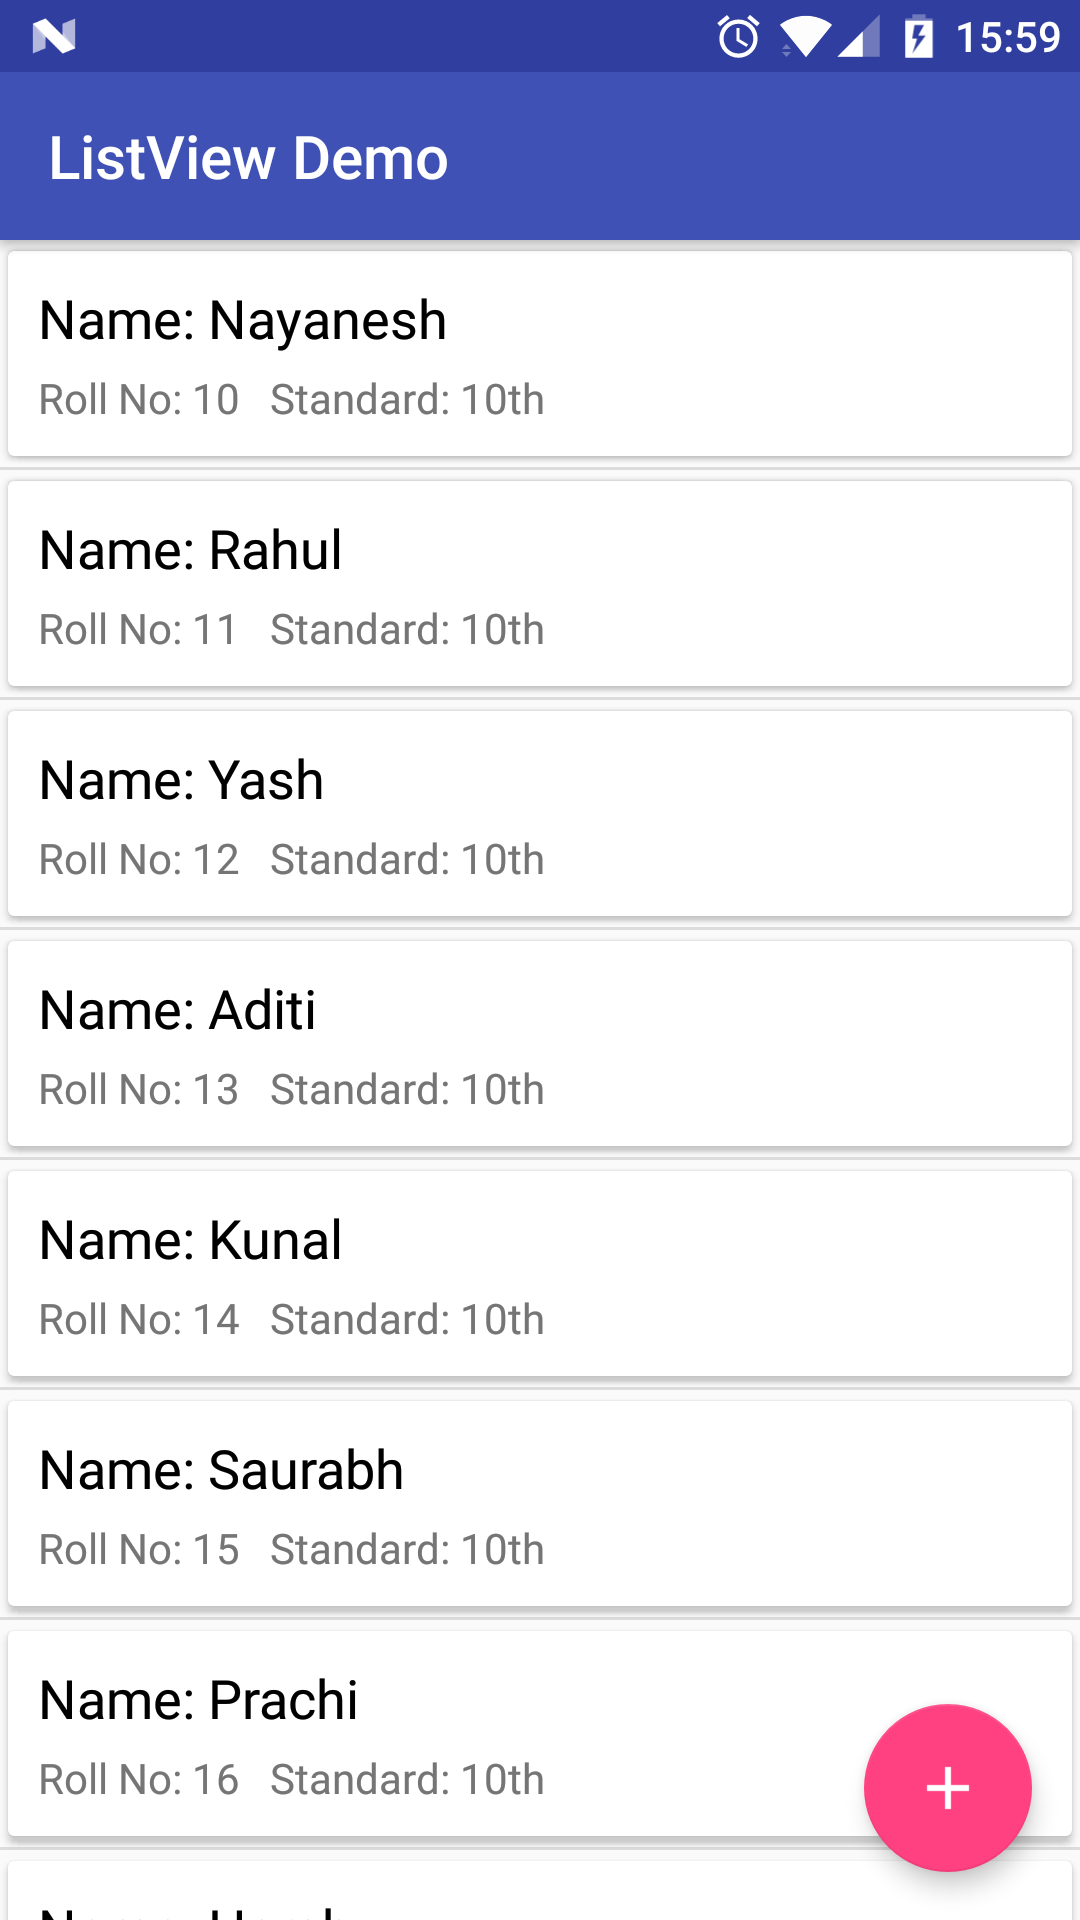 15:59
ListView Demo
Name: Nayanesh
Roll No: 10 Standard: 10th
Name: Rahul
Roll No: 11 Standard: 10th
Name: Yash
Roll No: 12 Standard: 10th
Name: Aditi
Roll No: 13 Standard: 10th
Name: Kunal
Roll No: 14 Standard: 10th
Name: Saurabh
Roll No: 15 Standard: 10th
Name: Prachi
Roll No: 16 Standard: 10th
Name: